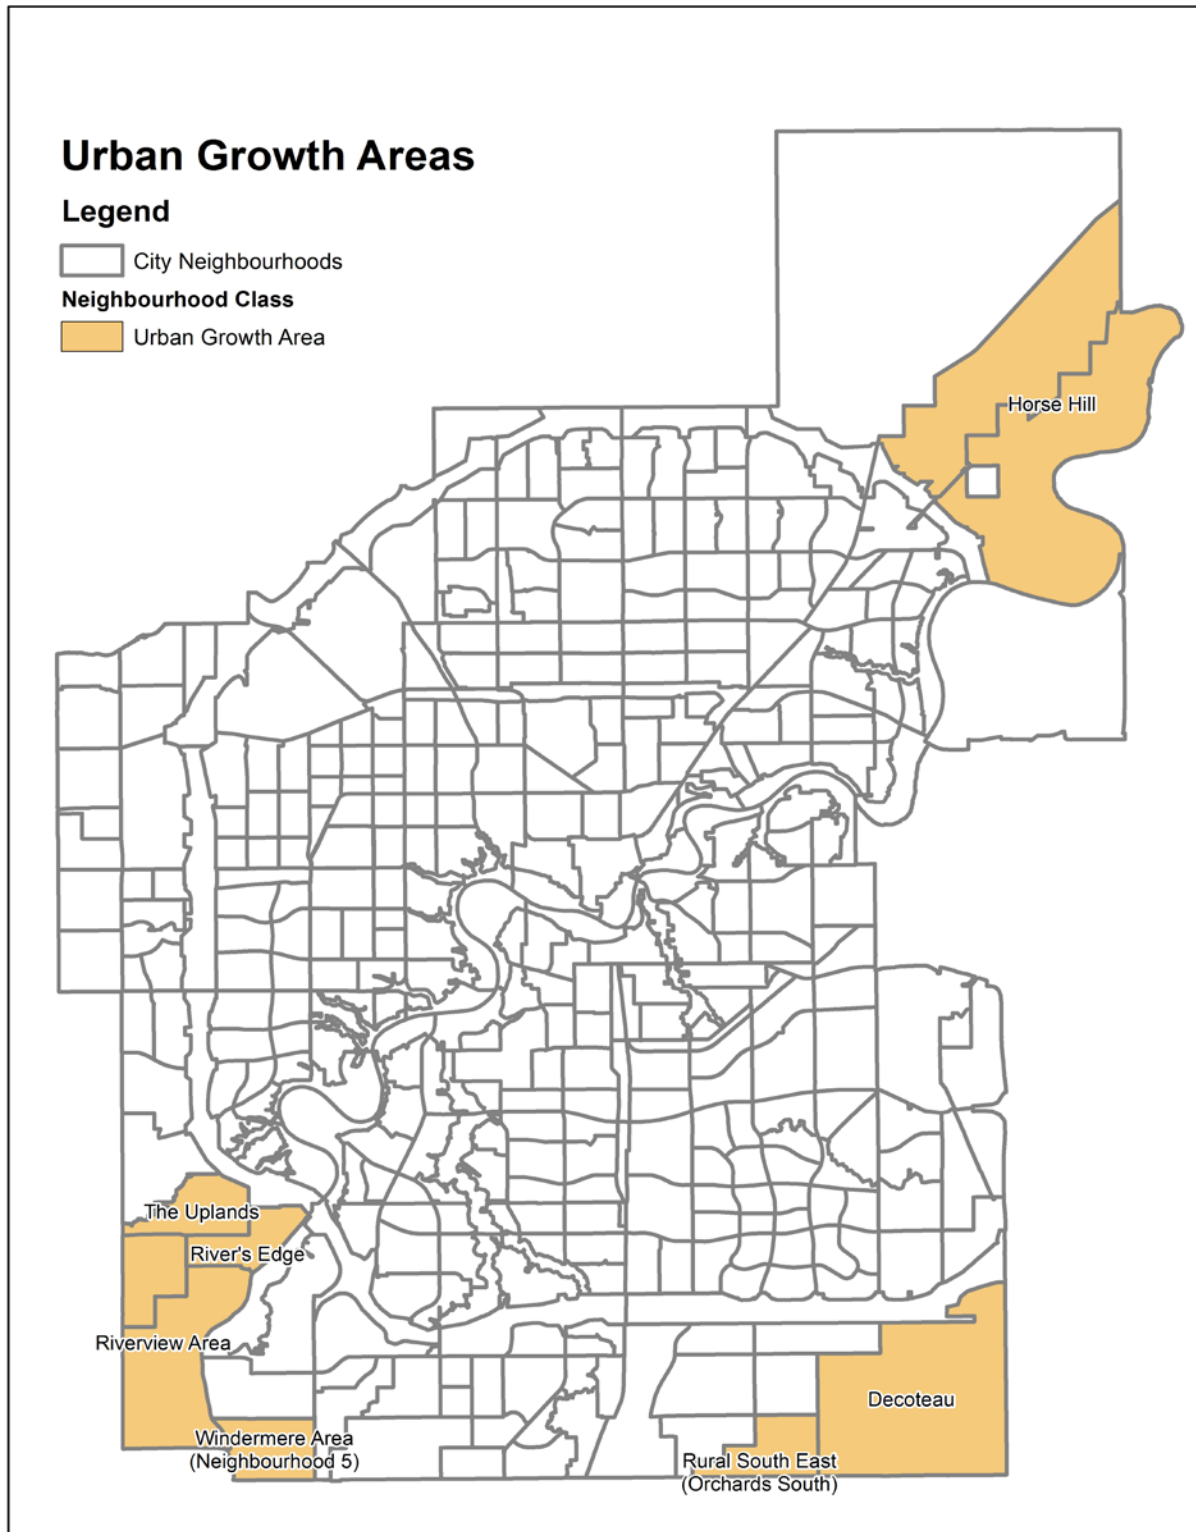 Urban Growth Areas
Legend
City Neighbourhoods
Neighbourhood Class
Urban Growth Area
Horse Hill
The Uplands
River's Edge
Riverview Area
Decoteau
Windermere Area
(Neighbourhood 5)
Rural South East
(Orchards South)